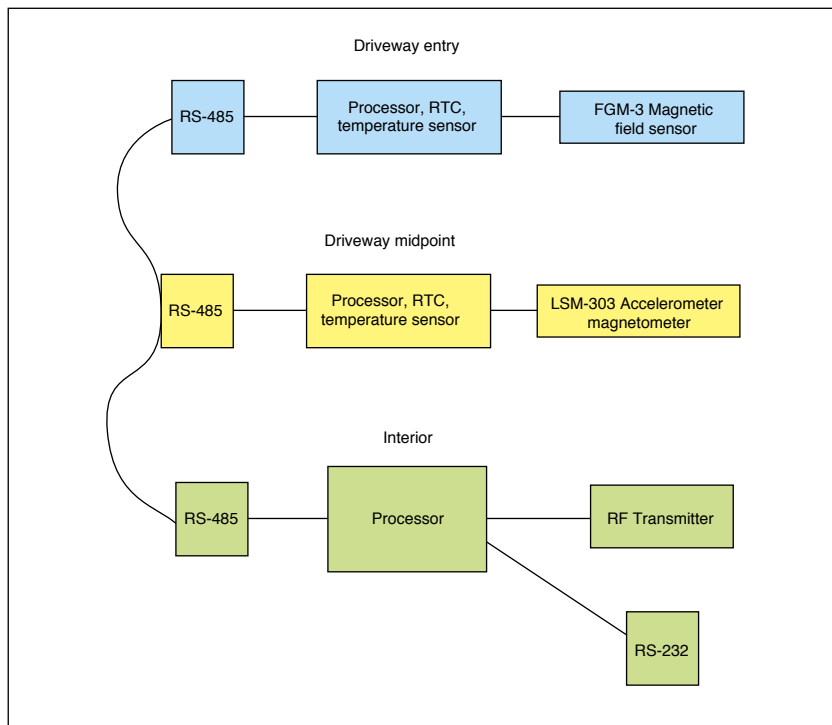 Driveway entry
RS-485
Processor, RTC,
temperature sensor
FGM-3 Magnetic
field sensor
Driveway midpoint
RS-485
Processor, RTC,
temperature sensor
LSM-303 Accelerometer
magnetometer
Interior
RS-485
Processor
RF Transmitter
RS-232